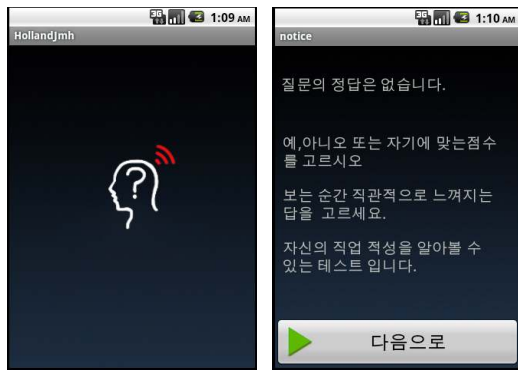 3G 1:09 AM
HollandJmh
?
3G 1:10 AM
notice
질문의 정답은 없습니다.
예,아니오 또는 자기에 맞는점수
를 고르시오
보는 순간 직관적으로 느껴지는
답을 고르세요.
자신의 직업 적성을 알아볼 수
있는 테스트 입니다.
다음으로